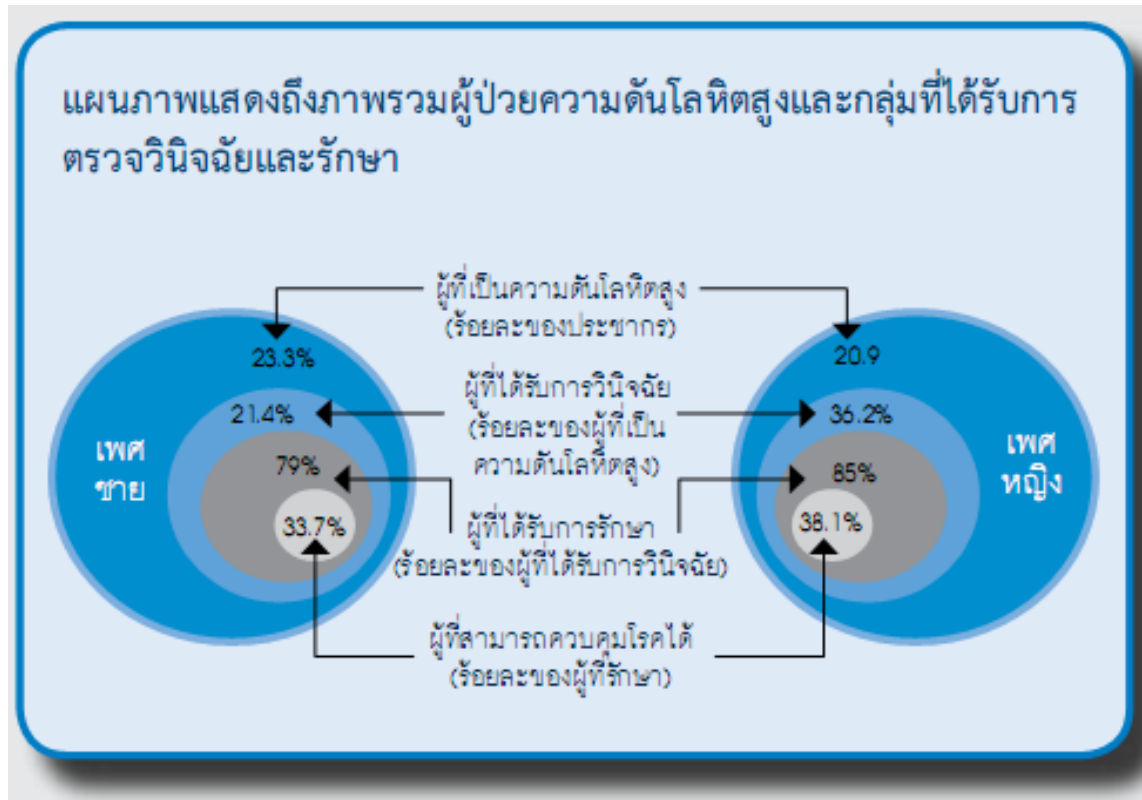 แผนภาพแสดงถึงภาพรวมผู้ป่วยความดันโลหิตสูงและกลุ่มที่ได้รับการ
ตรวจวินิจฉัยและรักษา
ผู้ที่เป็นความดันโลหิตสูง
(ร้อยละของประชากร)
23.3%
20.9
ผู้ที่ได้รับการวินิจฉัย
(ร้อยละของผู้ที่เป็น
ความดันโลหิตสูง)
21.4%
36.2%
เพศ
ชาย
เพศ
หญิง
79%
85%
ผู้ที่ได้รับการรักษา
(ร้อยละของผู้ที่ได้รับการวินิจฉัย)
33.7%
38.1%
ผู้ที่สามารถควบคุมโรคได้
(ร้อยละของผู้ที่รักษา)